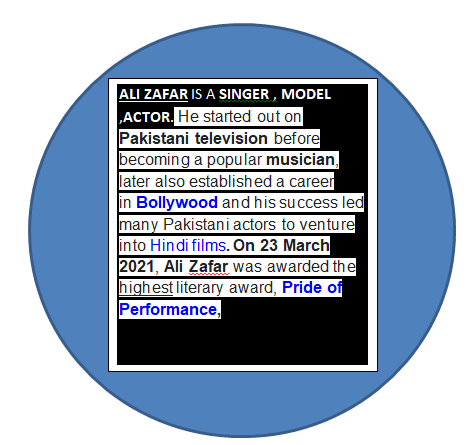 ALI ZAFAR IS A SINGER , MODEL
,ACTOR. He started out on
Pakistani television before
becoming a popular musician,
later also established a career
in Bollywood and his success led
many Pakistani actors to venture
into Hindi films. On 23 March
2021, Ali Zafar was awarded the
highest literary award, Pride of
Performance,